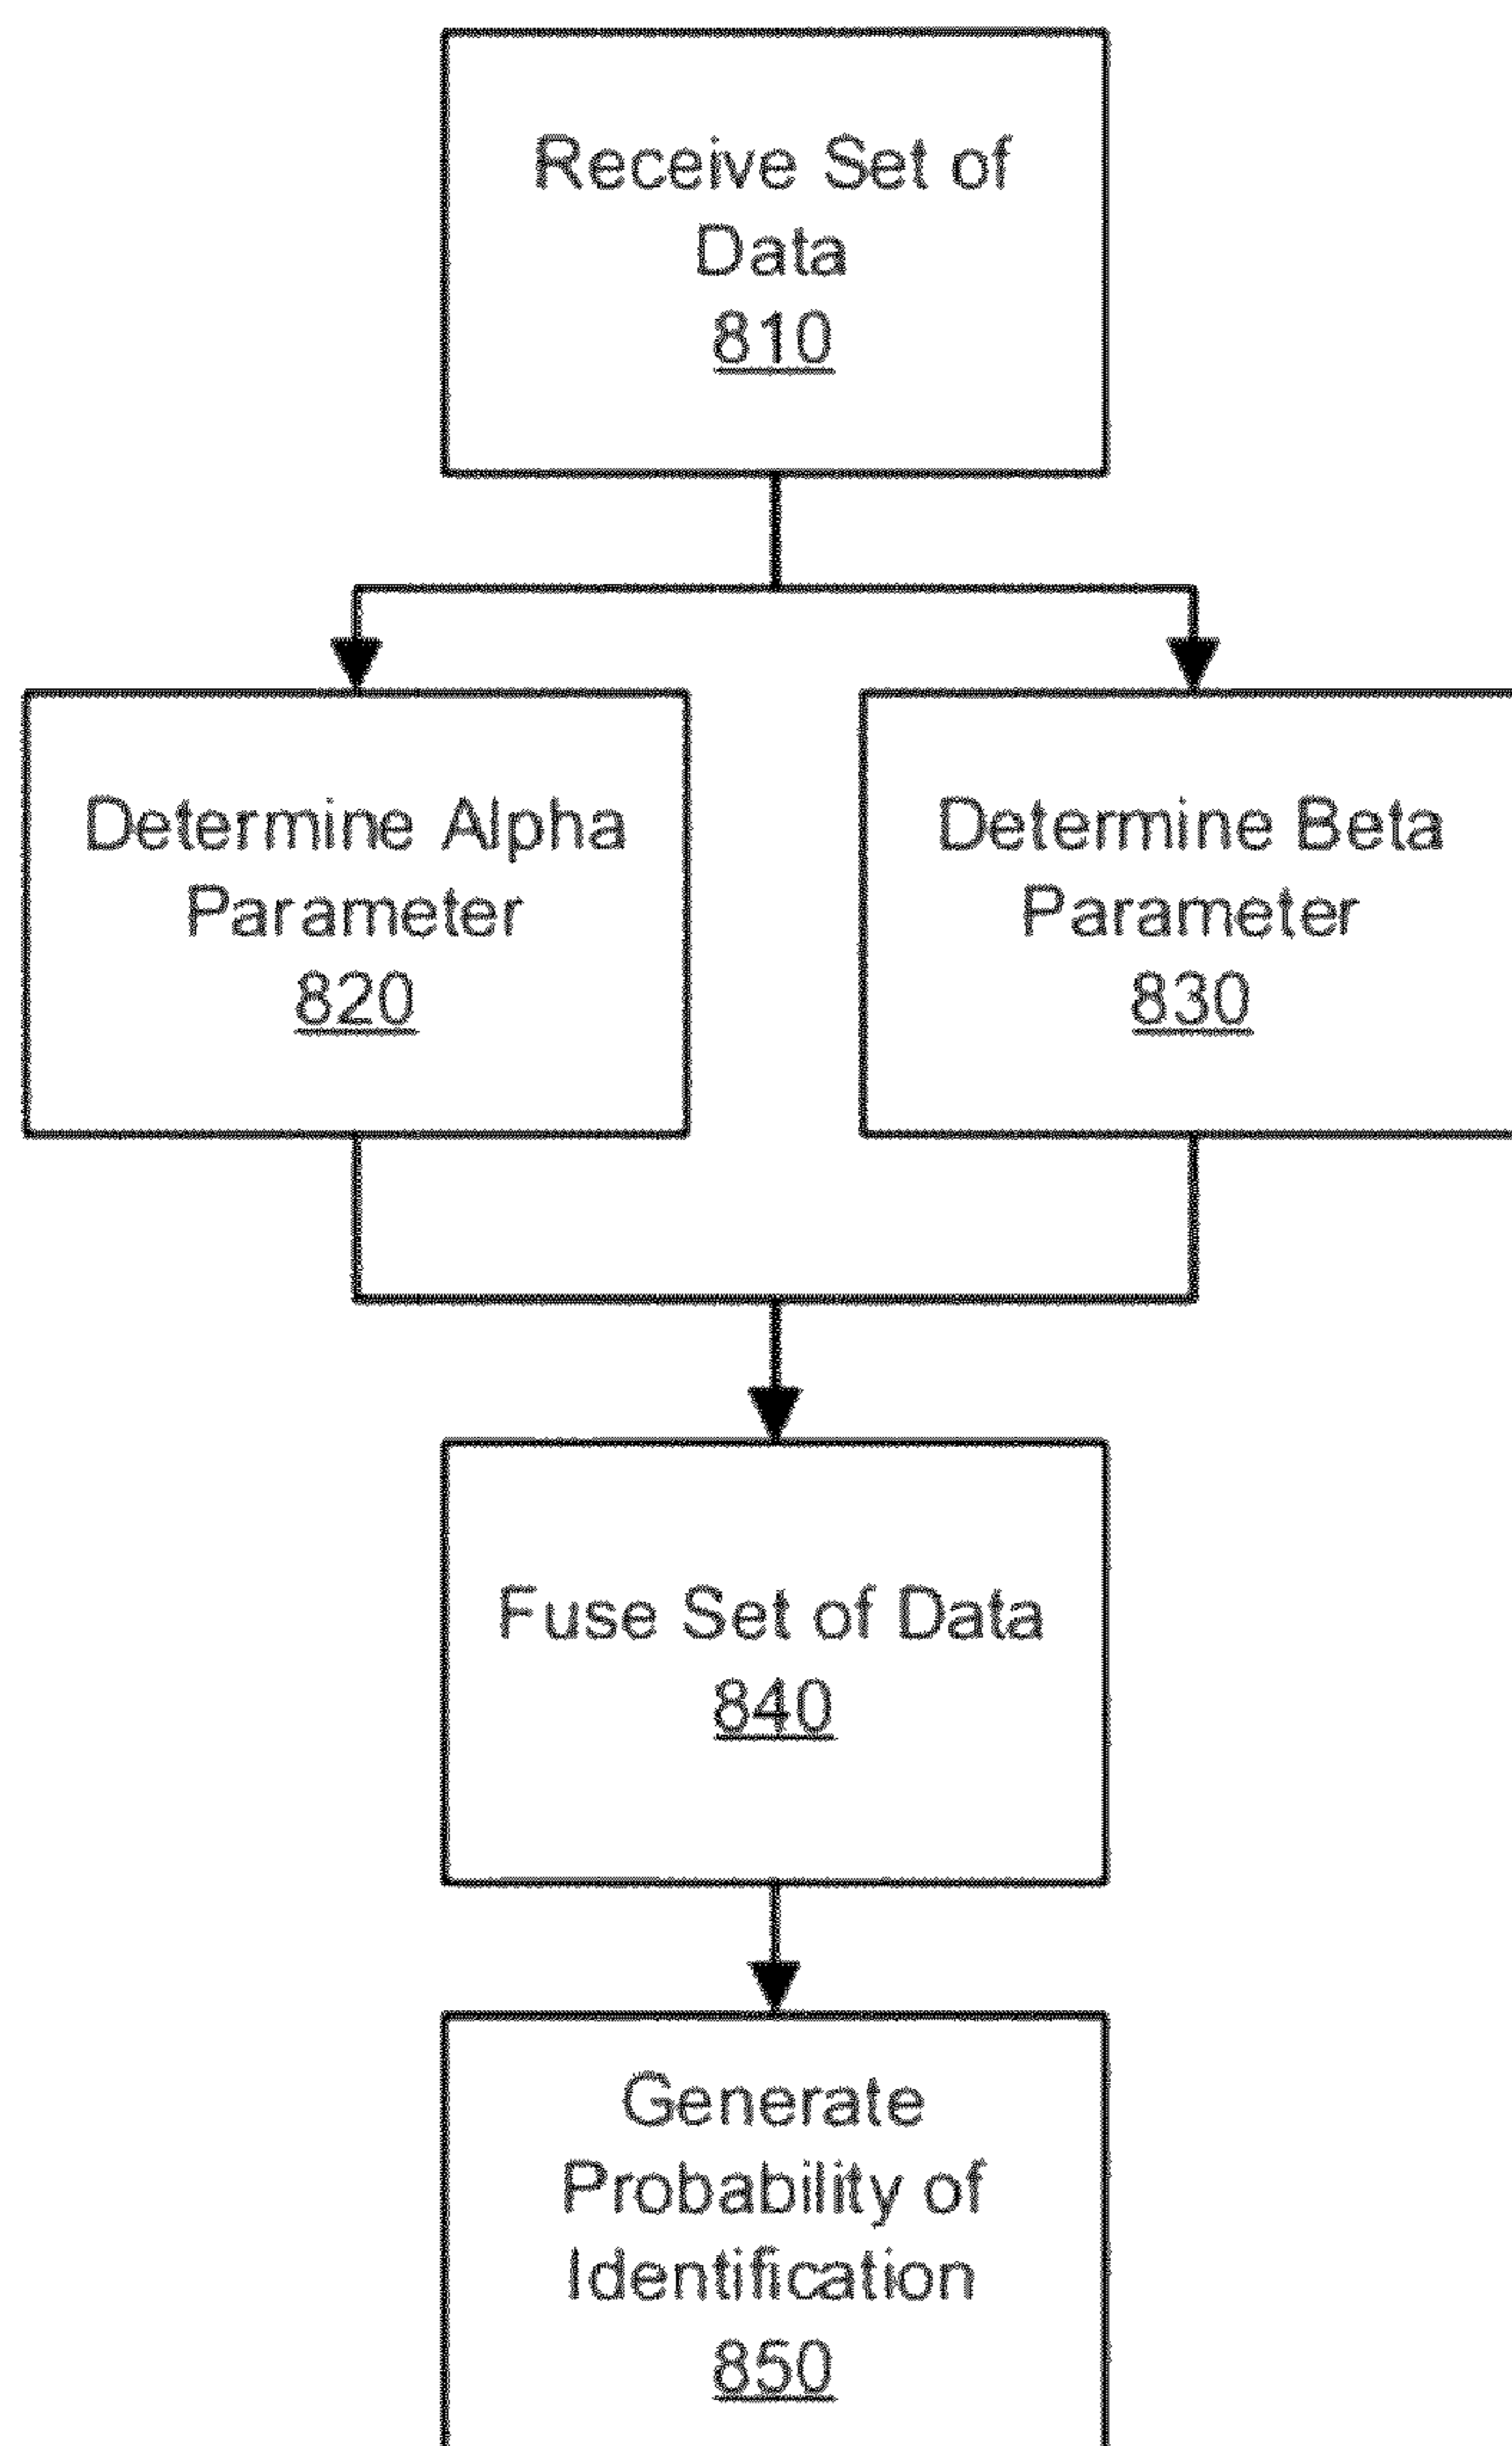 Receive Set of
Data
810
Determine Alpha
Parameter
820
Determine Beta
Parameter
830
Fuse Set of Data
840
Generate
Probability of
Identification
850